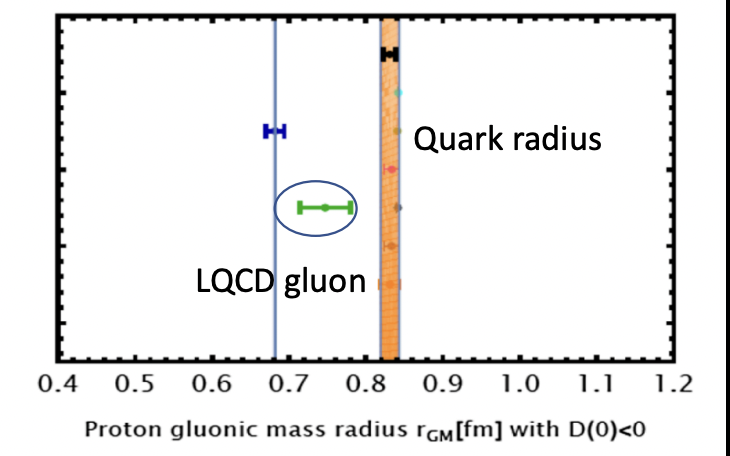 Quark radius
LQCD gluon
0.4 0.5 0.6 0.7 0.8 0.9 1.0 1.1 1.2
Proton gluonic mass radius rGM[fm] with D(0)<0